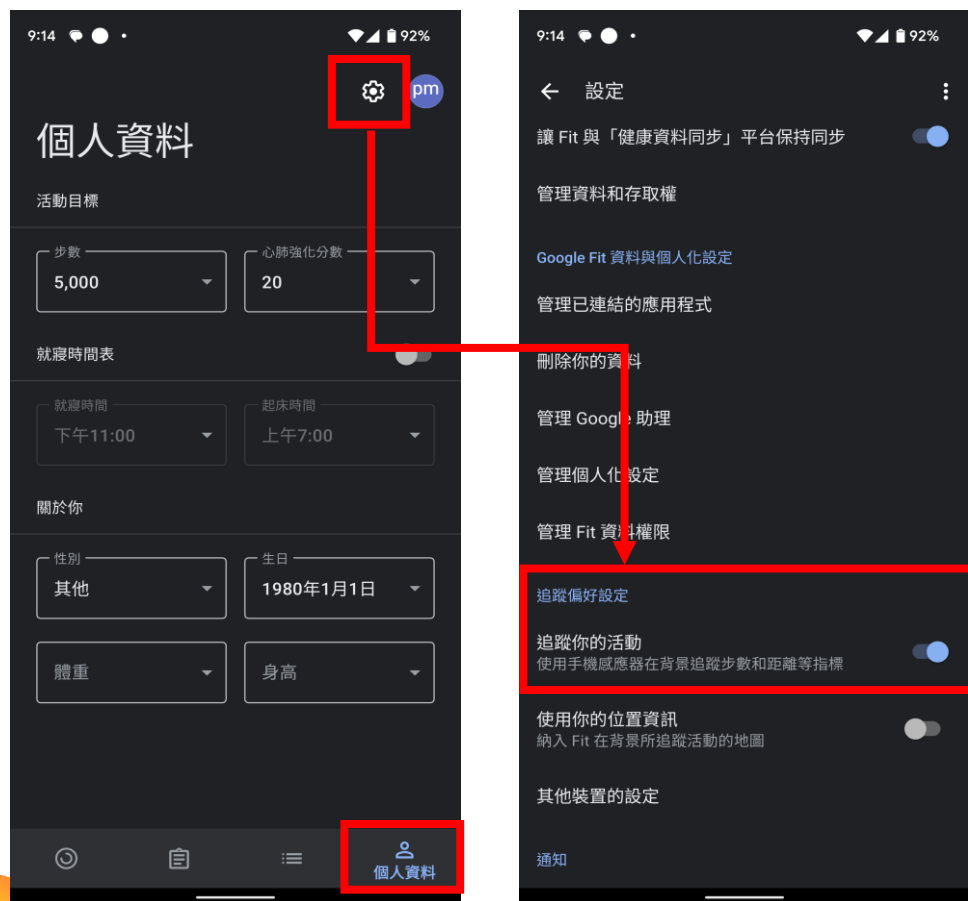 9:14
92%
pm
個人資料
活動目標
步數
5,000
心肺強化分數
20
就寢時間表
就寢時間
下午11:00
起床時間
上午7:00
關於你
性別
其他
生日
1980年1月1日
體重
身高
個人資料
9:14
92%
設定
讓 Fit 與「健康資料同步」平台保持同步
管理資料和存取權
Google Fit 資料與個人化設定
管理已連結的應用程式
刪除你的資料
管理 Google 助理
管理個人化設定
管理 Fit 資料權限
追蹤偏好設定
追蹤你的活動
使用手機感應器在背景追蹤步數和距離等指標
使用你的位置資訊
納入 Fit 在背景所追蹤活動的地圖
其他裝置的設定
通知